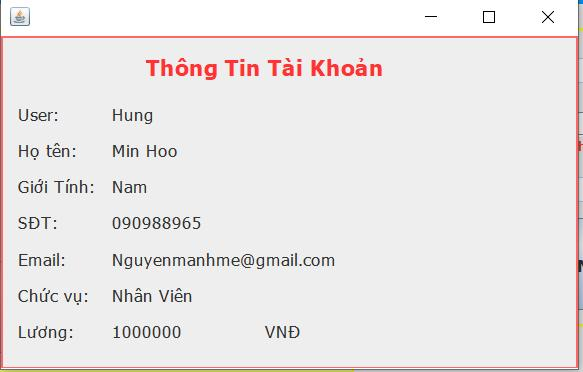 Thông Tin Tài Khoản
User: Hung
Họ tên: Min Hoo
Giới Tính: Nam
SĐT: 090988965
Email: Nguyenmanhme@gmail.com
Chức vụ: Nhân Viên
Lương: 1000000 VNĐ